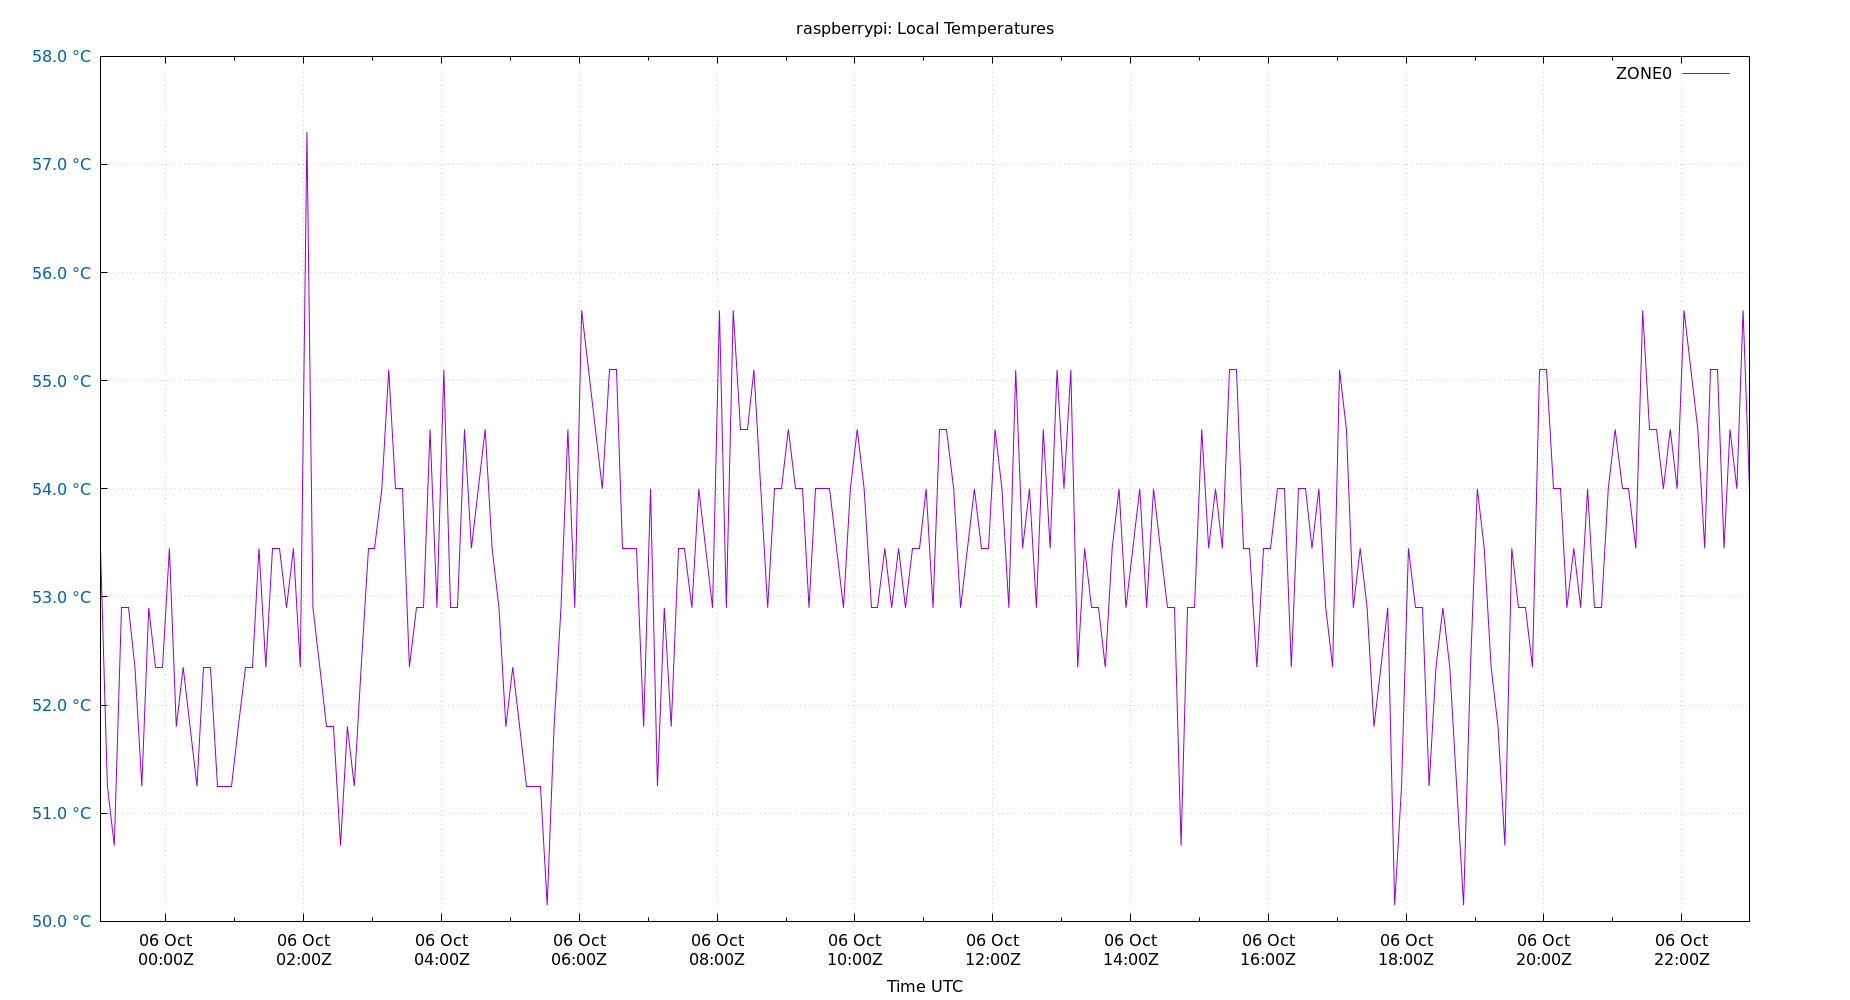 raspberrypi: Local Temperatures
58.0 °C
ZONE0
57.0 °C
56.0 °C
55.0 °C
54.0 °C
53.0 °C
52.0 °C
51.0 °C
50.0 °C
06 Oct 06 Oct 06 Oct 06 Oct 06 Oct 06 Oct 06 Oct 06 Oct 06 Oct 06 Oct 06 Oct 06 Oct
00:00Z 02:00Z 04:00Z 06:00Z 08:00Z 10:00Z 12:00Z 14:00Z 16:00Z 18:00Z 20:00Z 22:00Z
Time UTC